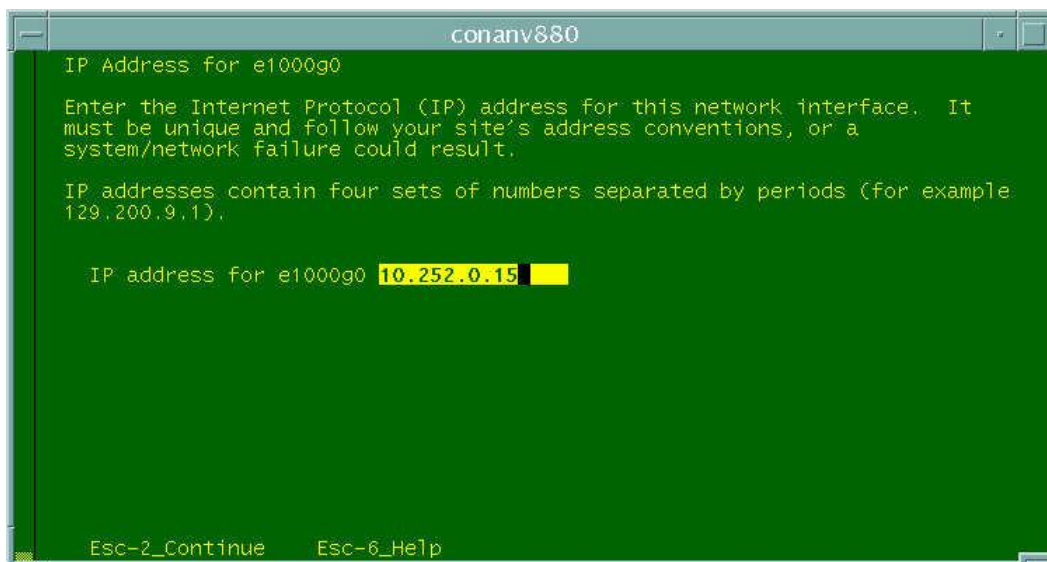 conanv880
IP Address for e1000g0
Enter the Internet Protocol (IP) address for this network interface.  It
must be unique and follow your site's address conventions, or a
system/network failure could result.
IP addresses contain four sets of numbers separated by periods (for example
129.200.9.1).
IP address for e1000g0 10.252.0.15
Esc-2_Continue    Esc-6_Help